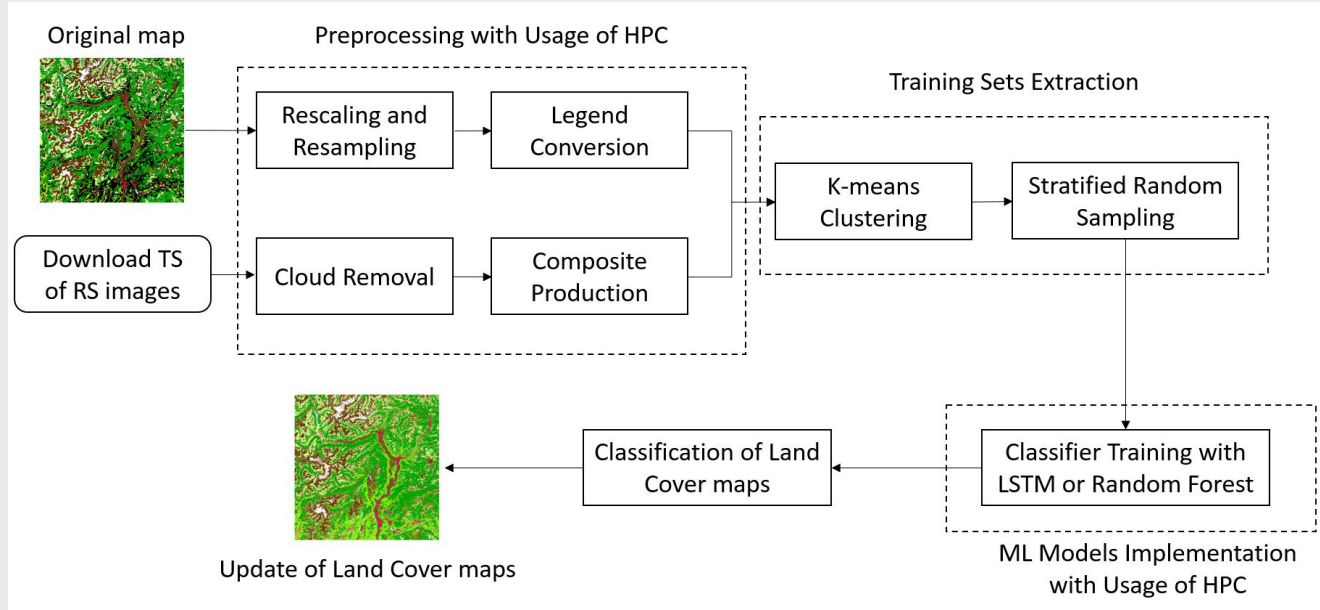 Original map
Preprocessing with Usage of HPC
Training Sets Extraction
Rescaling and
Resampling
Legend
Conversion
K-means
Clustering
Stratified Random
Sampling
Download TS
of RS images
Cloud Removal
Composite
Production
Classification of Land
Cover maps
Classifier Training with
LSTM or Random Forest
Update of Land Cover maps
ML Models Implementation
with Usage of HPC